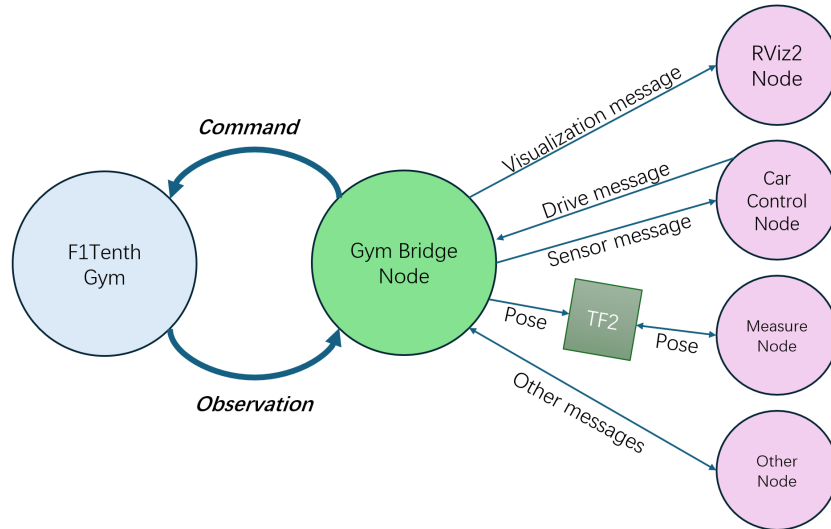 RViz2
Node
Visualization message
Command
Drive message
Car
Control
Node
Sensor message
F1Tenth
Gym
Gym Bridge
Node
Pose
TF2
Pose
Measure
Node
Other messages
Observation
Other
Node